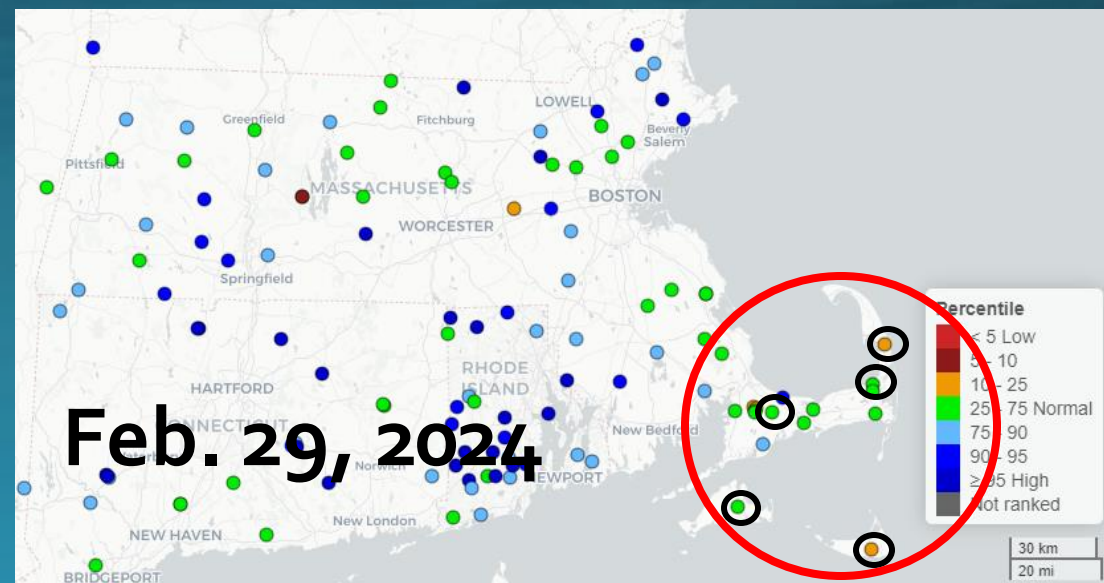 LOWELL
Greenfield
Fitchburg
Beverly
Salem
Pittsfield
MASSACHUSETTS
BOSTON
WORCESTER
Springfield
Percentile
< 5 Low
5 - 10
10 - 25
25 - 75 Normal
75 - 90
90 - 95
≥ 95 High
Not ranked
RHODE
ISLAND
HARTFORD
CONNECTICUT
New Bedford
Feb. 29, 2024
Waterbury
Norwich
NEWPORT
New London
NEW HAVEN
BRIDGEPORT
30 km
20 mi